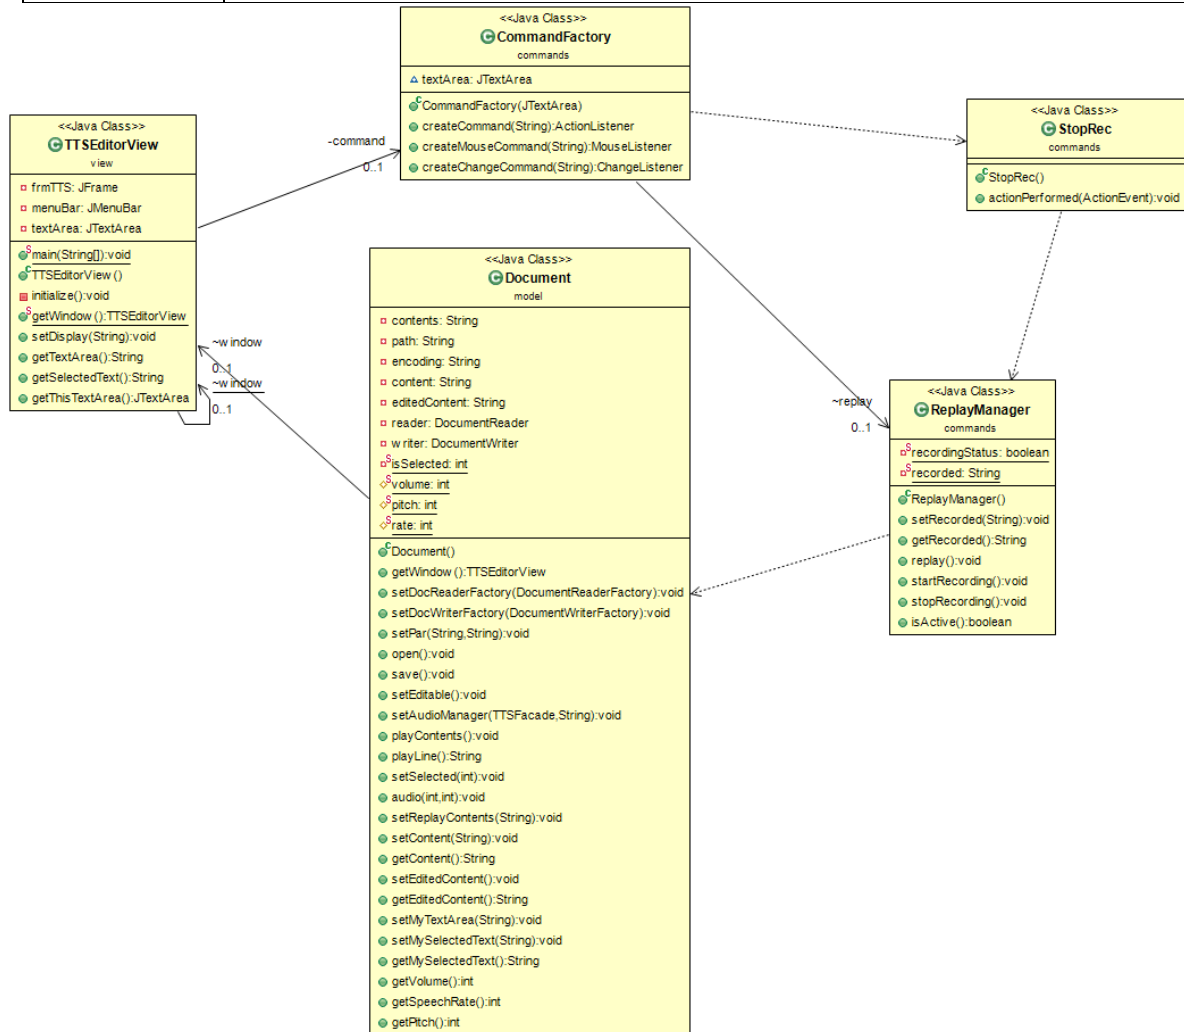 <<Java Class>>
CommandFactory
commands
textArea: JTextArea
CommandFactory(JTextArea)
createCommand(String):ActionListener
createMouseCommand(String):MouseListener
createChangeCommand(String):ChangeListener
<<Java Class>>
StopRec
commands
StopRec()
actionPerformed(ActionEvent):void
<<Java Class>>
TTSEditorView
view
frmTTS: JFrame
menuBar: JMenuBar
textArea: JTextArea
main(String[]):void
TTSEditorView()
initialize():void
getWindow():TTSEditorView
setDisplay(String):void
getTextArea():String
getSelectedText():String
getThisTextArea():JTextArea
-command
0..1
~window
0..1
~window
0..1
<<Java Class>>
Document
model
contents: String
path: String
encoding: String
content: String
editedContent: String
reader: DocumentReader
writer: DocumentWriter
isSelected: int
volume: int
pitch: int
rate: int
Document()
getWindow():TTSEditorView
setDocReaderFactory(DocumentReaderFactory):void
setDocWriterFactory(DocumentWriterFactory):void
setPar(String,String):void
open():void
save():void
setEditable():void
setAudioManager(TTSFacade,String):void
playContents():void
playLine():String
setSelected(int):void
audio(int,int):void
setReplayContents(String):void
setContent(String):void
getContent():String
setEditedContent():void
getEditedContent():String
setMyTextArea(String):void
setMySelectedText(String):void
getMySelectedText():String
getVolume():int
getSpeechRate():int
getPitch():int
~replay
0..1
<<Java Class>>
ReplayManager
commands
recordingStatus: boolean
recorded: String
ReplayManager()
setRecorded(String):void
getRecorded():String
replay():void
startRecording():void
stopRecording():void
isActive():boolean